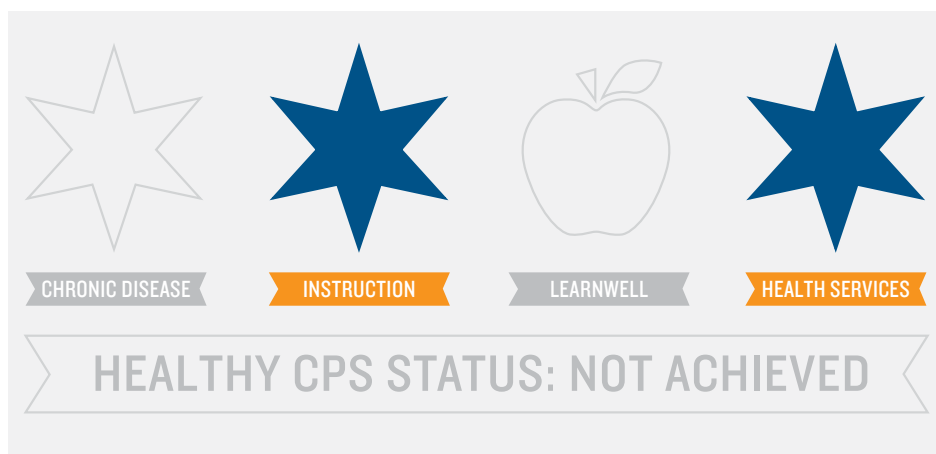 CHRONIC DISEASE
INSTRUCTION
LEARNWELL
HEALTH SERVICES
HEALTHY CPS STATUS: NOT ACHIEVED